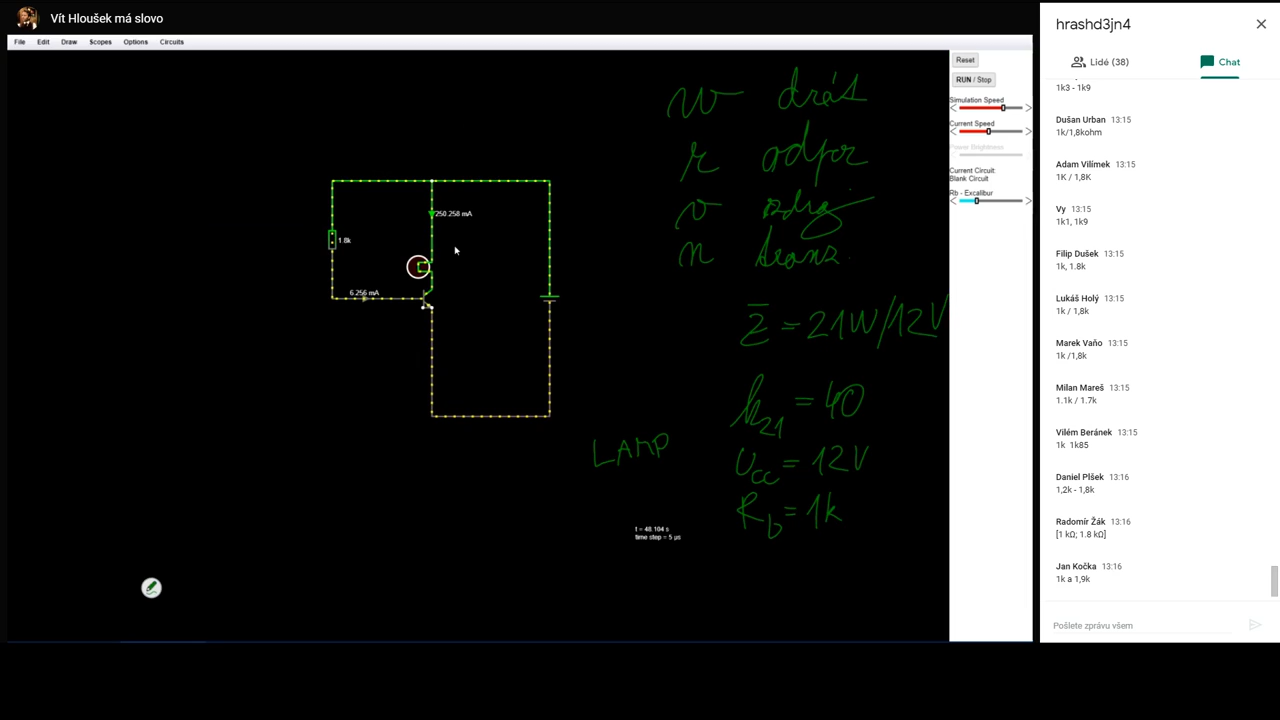 Vít Hloušek má slovo
File Edit Draw Scopes Options Circuits
250.258 mA
1.8k
6.256 mA
w drát
r odpor
v zdroj
n tranz.
Z = 21W/12V
h21 = 40
LAMP
Ucc = 12V
Rb = 1k
t = 48.104 s
time step = 5 µs
Reset
RUN / Stop
Simulation Speed
Current Speed
Power Brightness
Current Circuit:
Blank Circuit
Rb - Excalibur
hrashd3jn4
Lidé (38)
Chat
1k3 - 1k9
Dušan Urban 13:15
1k/1,8kohm
Adam Vilímek 13:15
1K / 1,8K
Vy 13:15
1k1, 1k9
Filip Dušek 13:15
1k, 1.8k
Lukáš Holý 13:15
1k / 1,8k
Marek Vaňo 13:15
1k /1,8k
Milan Mareš 13:15
1.1k / 1.7k
Vilém Beránek 13:15
1k 1k85
Daniel Plšek 13:16
1,2k - 1,8k
Radomír Žák 13:16
[1 kΩ; 1.8 kΩ]
Jan Kočka 13:16
1k a 1,9k
Pošlete zprávu všem